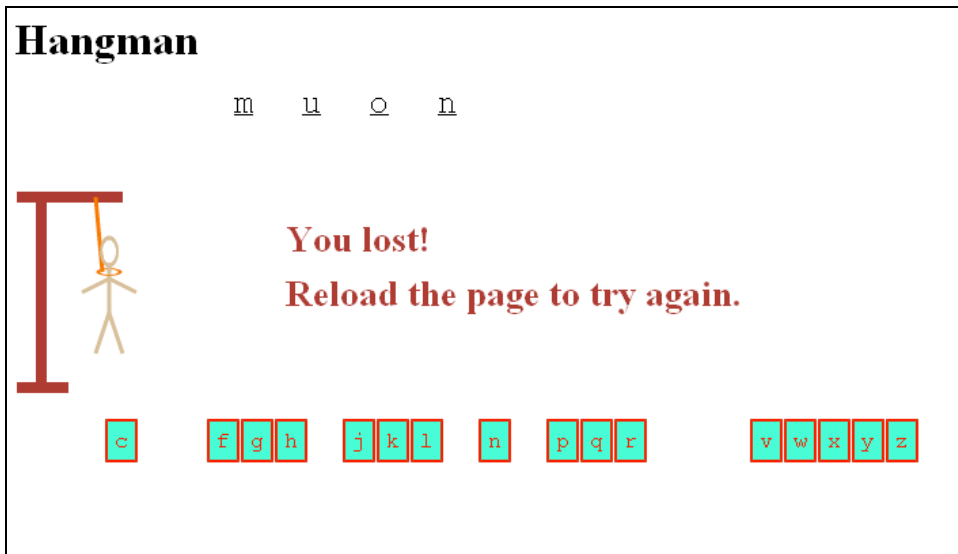 Hangman
m u o n
You lost!
Reload the page to try again.
c f g h j k l n p q r v w x y z